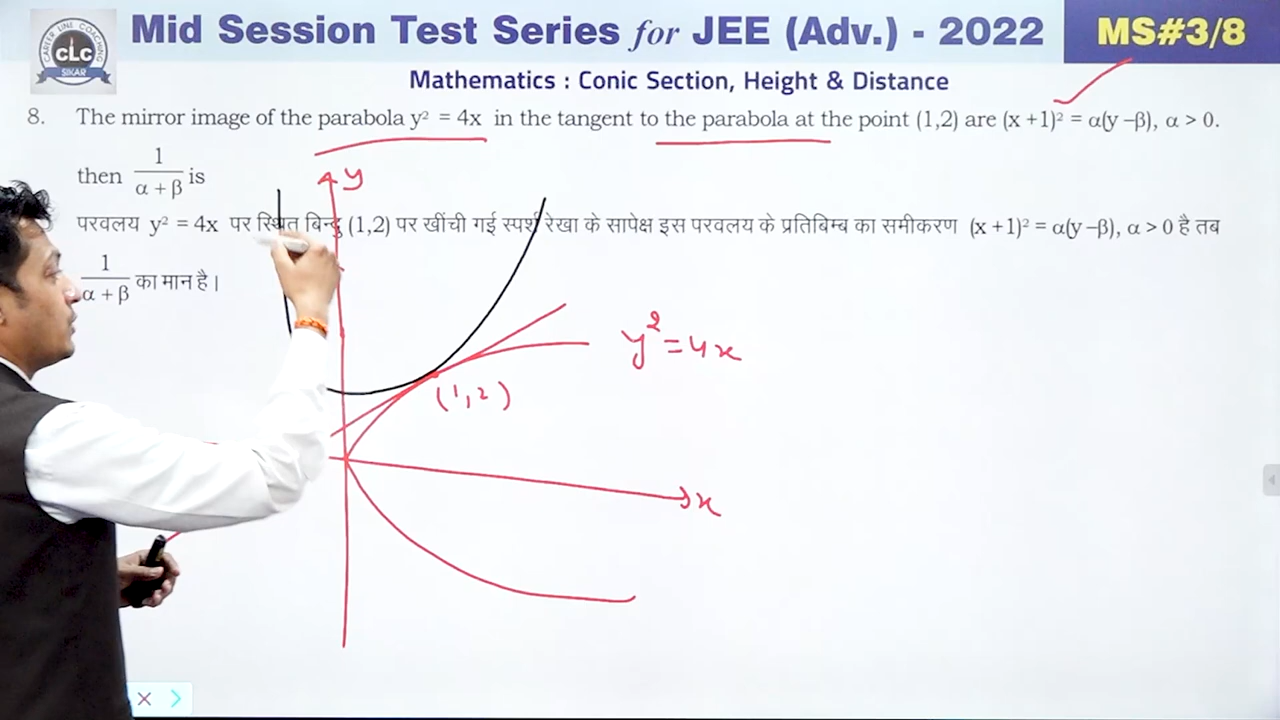 CAREER LINE COACHING
CLC
SIKAR
Mid Session Test Series for JEE (Adv.) - 2022
MS#3/8
Mathematics : Conic Section, Height & Distance
8. The mirror image of the parabola y² = 4x in the tangent to the parabola at the point (1,2) are (x +1)² = α(y –β), α > 0.
then 1/(α + β) is
परवलय y² = 4x पर स्थित बिन्दु (1,2) पर खींची गई स्पर्श रेखा के सापेक्ष इस परवलय के प्रतिबिम्ब का समीकरण (x +1)² = α(y –β), α > 0 है तब
1/(α + β) का मान है।
y
y²=4x
(1,2)
x